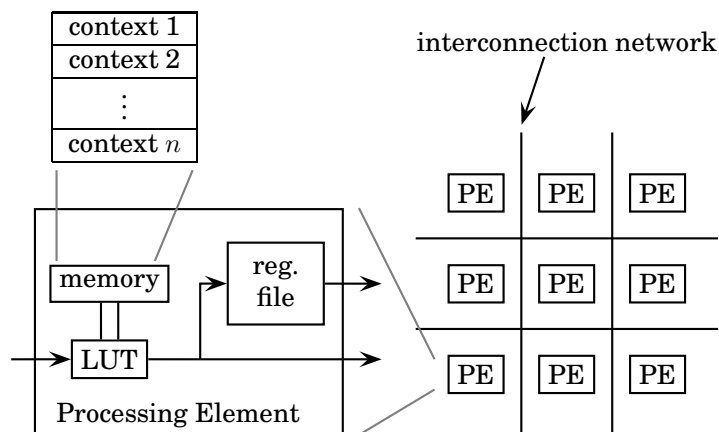 context 1
context 2
⋮
context n
interconnection network
PE PE PE
PE PE PE
PE PE PE
memory
reg.
file
LUT
Processing Element